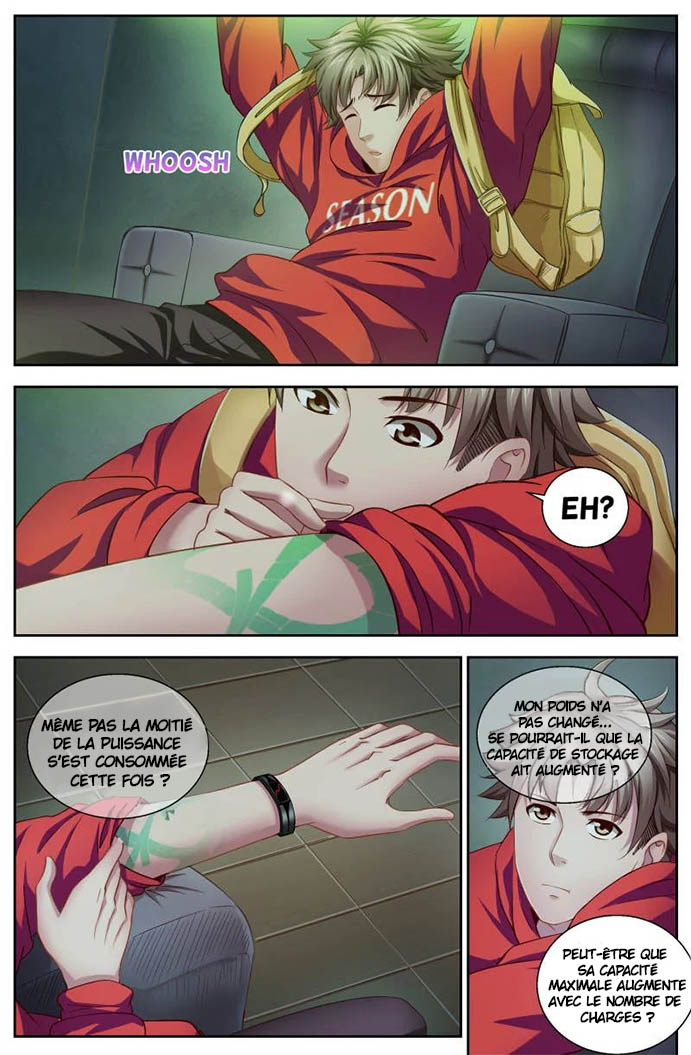 WHOOSH
SEASON
EH?
MÊME PAS LA MOITIÉ
DE LA PUISSANCE
S'EST CONSOMMÉE
CETTE FOIS ?
MON POIDS N'A
PAS CHANGÉ...
SE POURRAIT-IL QUE LA
CAPACITÉ DE STOCKAGE
AIT AUGMENTÉ ?
PEUT-ÊTRE QUE
SA CAPACITÉ
MAXIMALE AUGMENTE
AVEC LE NOMBRE DE
CHARGES ?